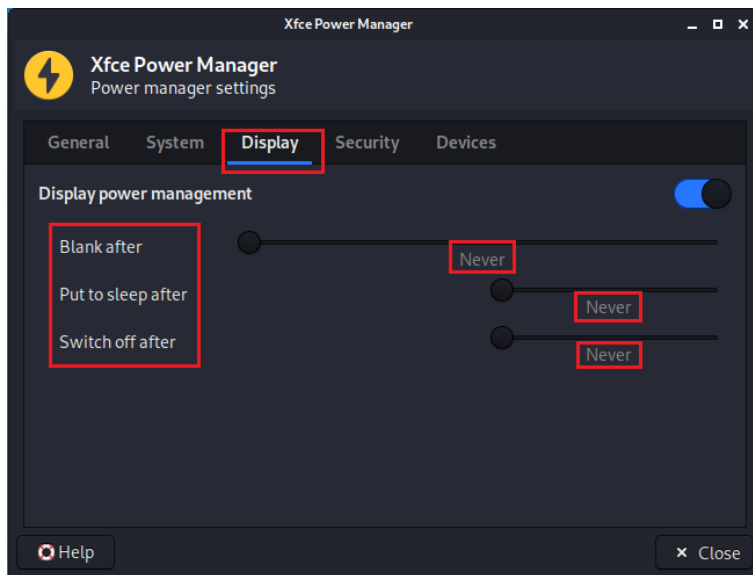 Xfce Power Manager
Xfce Power Manager
Power manager settings
General System Display Security Devices
Display power management
Blank after
Never
Put to sleep after
Never
Switch off after
Never
Help
Close